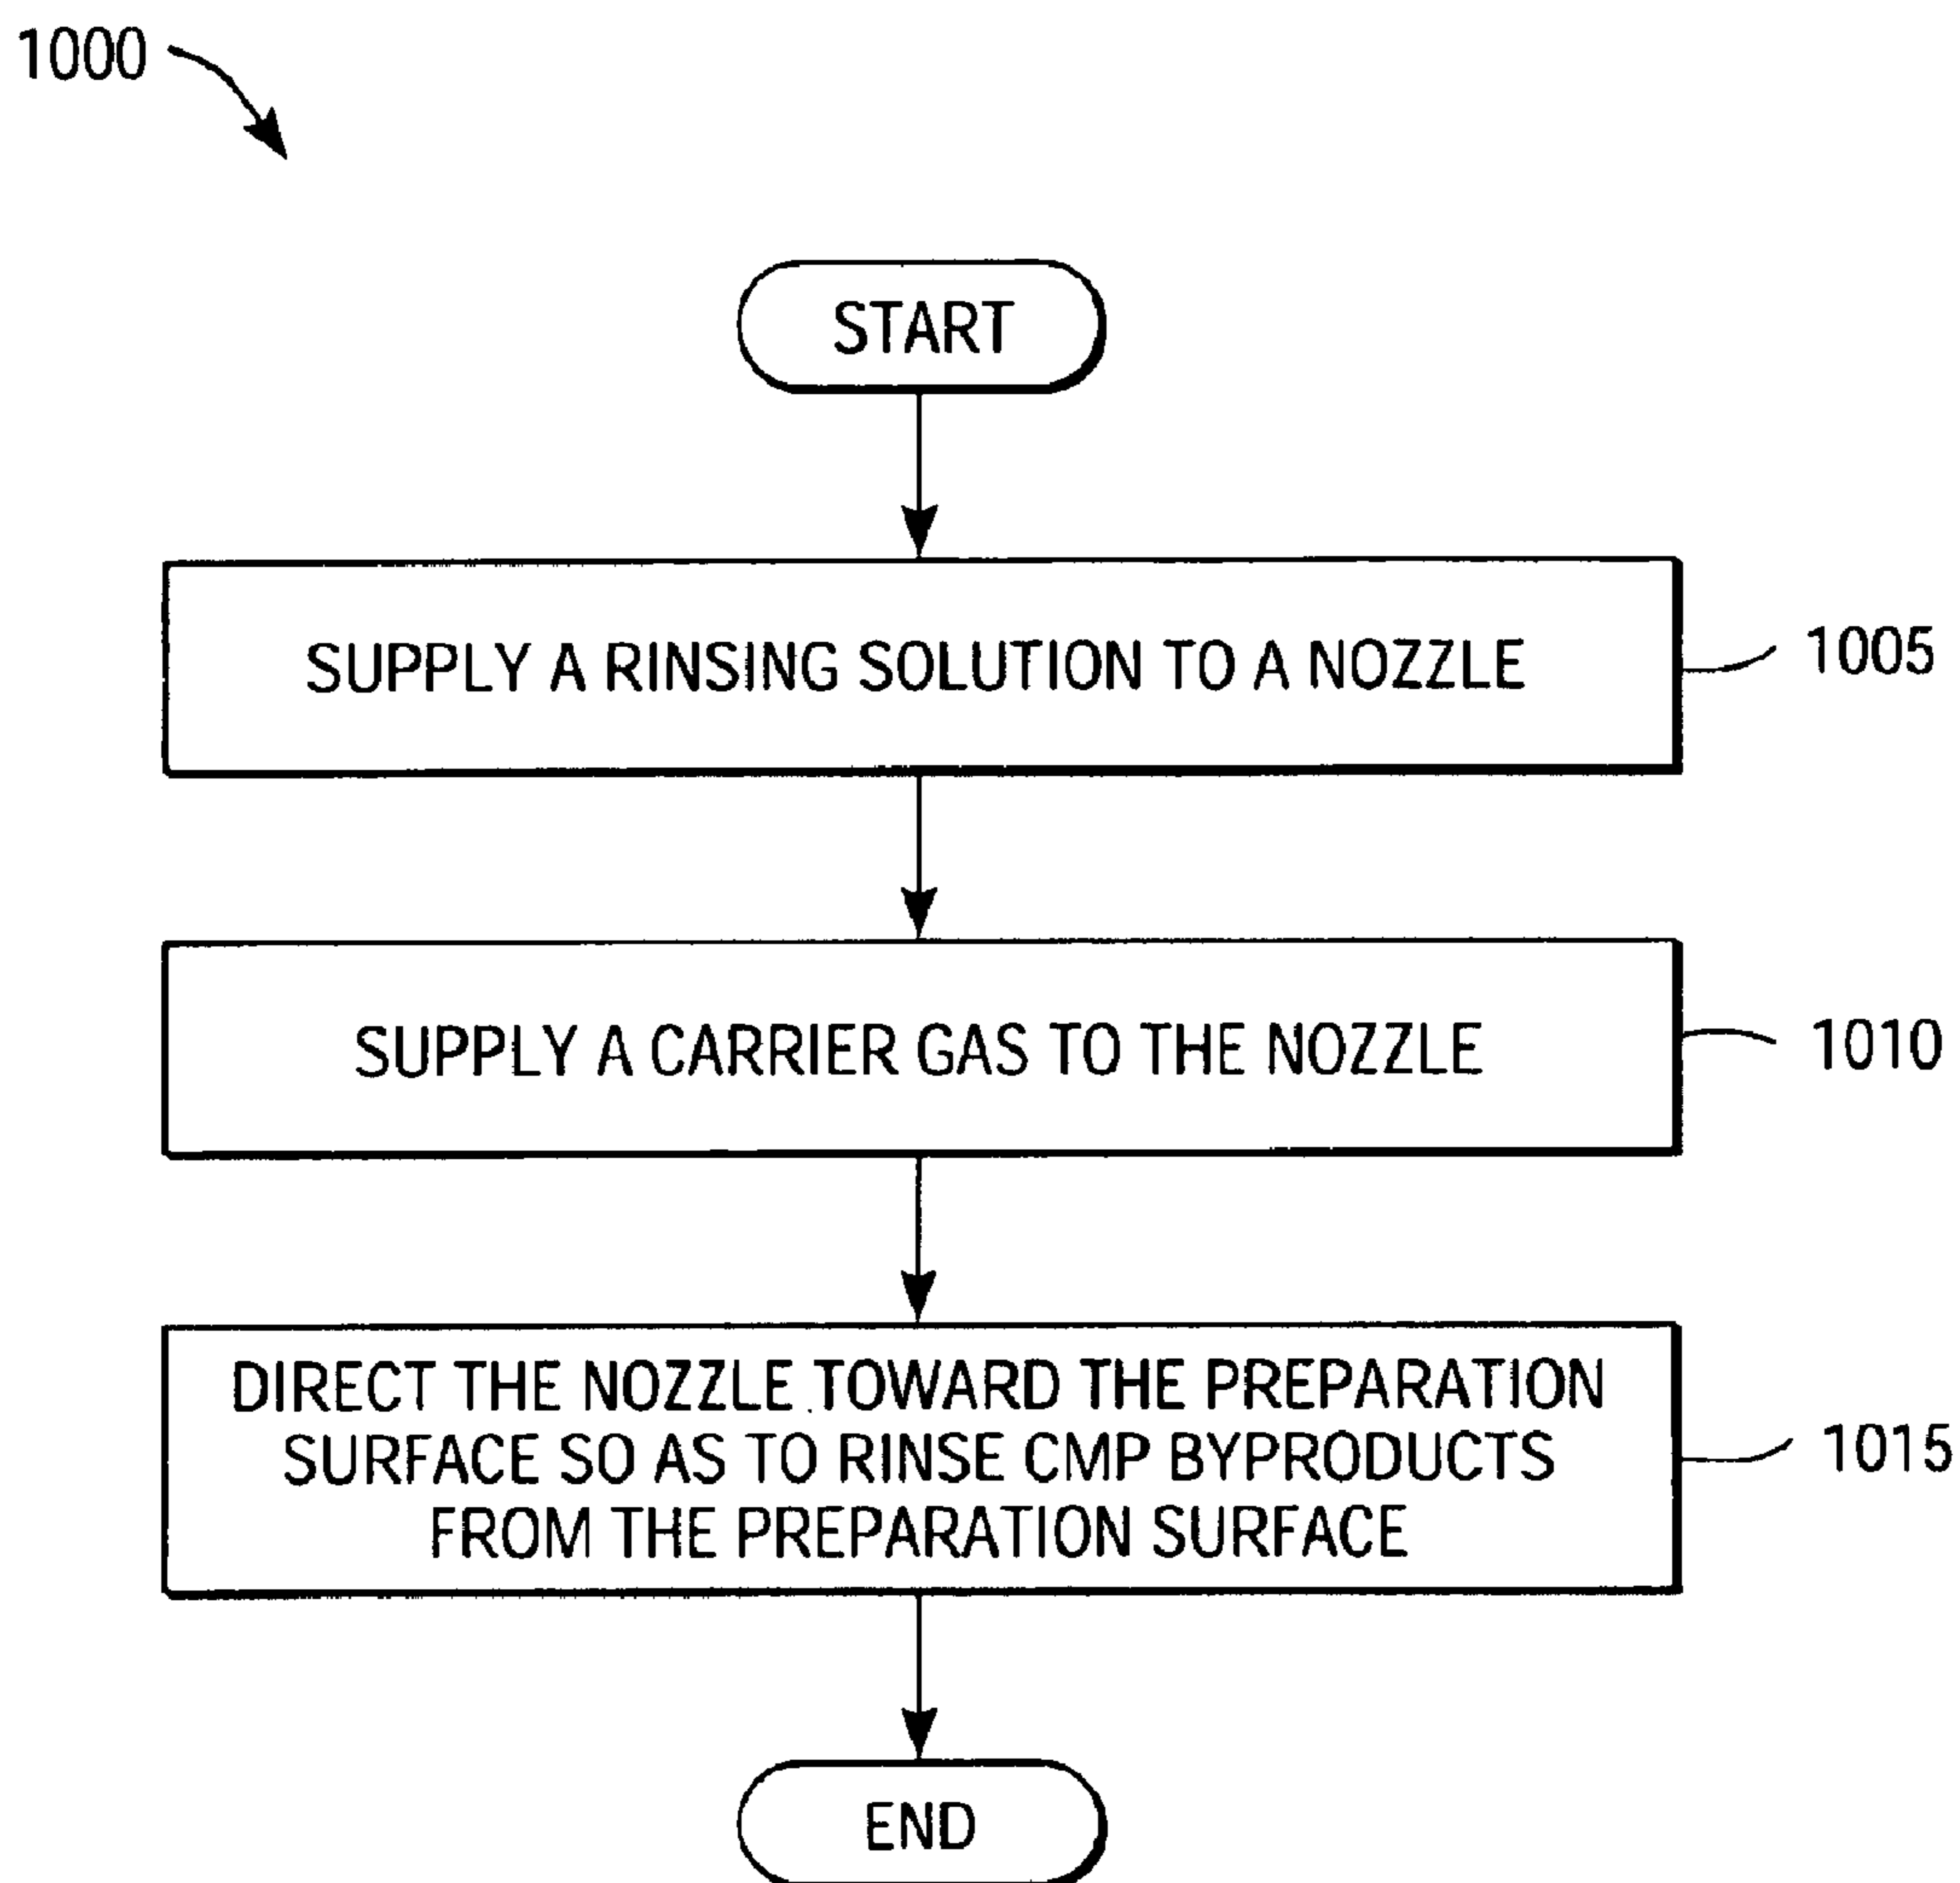 1000
START
SUPPLY A RINSING SOLUTION TO A NOZZLE
1005
SUPPLY A CARRIER GAS TO THE NOZZLE
1010
DIRECT THE NOZZLE TOWARD THE PREPARATION
SURFACE SO AS TO RINSE CMP BYPRODUCTS
FROM THE PREPARATION SURFACE
1015
END